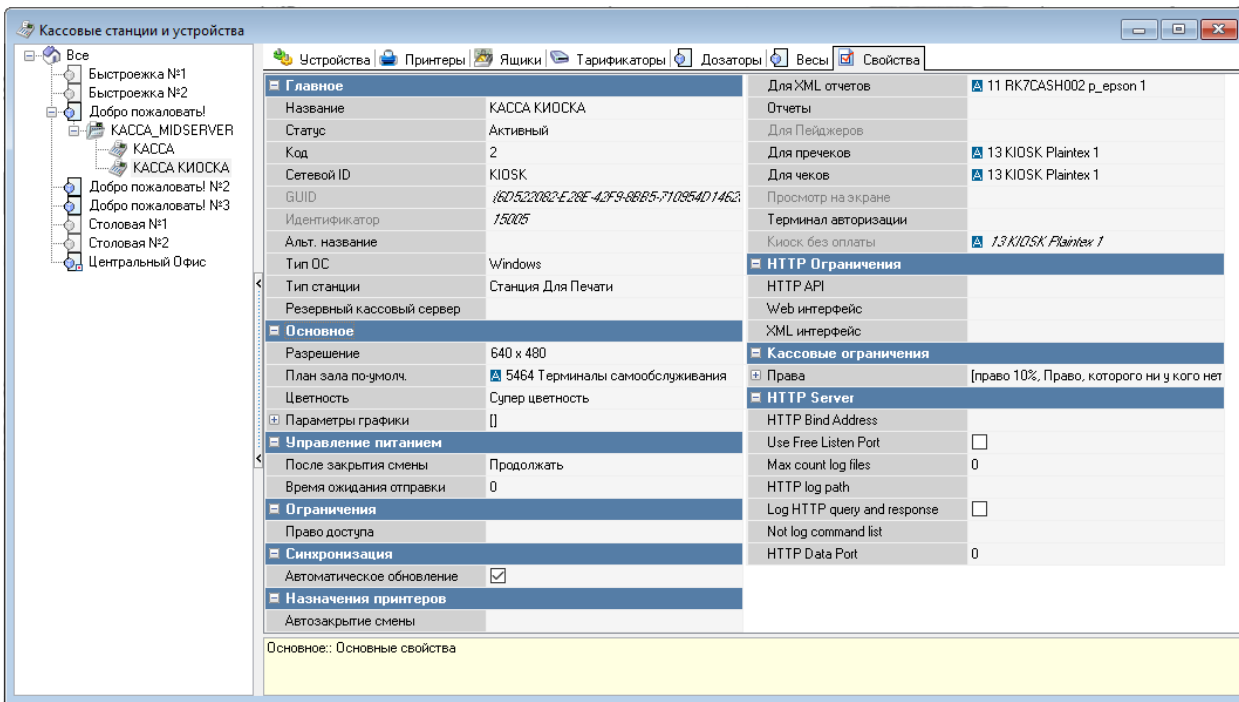 Кассовые станции и устройства
Все
Быстроежка №1
Быстроежка №2
Добро пожаловать!
КАССА_MIDSERVER
КАССА
КАССА КИОСКА
Добро пожаловать! №2
Добро пожаловать! №3
Столовая №1
Столовая №2
Центральный Офис
Устройства Принтеры Ящики Тарификаторы Дозаторы Весы Свойства
Главное
Название КАССА КИОСКА
Статус Активный
Код 2
Сетевой ID KIOSK
GUID {6D522082-E28E-42F9-8BB5-710954D1462
Идентификатор 15005
Альт. название
Тип ОС Windows
Тип станции Станция Для Печати
Резервный кассовый сервер
Основное
Разрешение 640 x 480
План зала по-умолч. A 5464 Терминалы самообслуживания
Цветность Супер цветность
Параметры графики []
Управление питанием
После закрытия смены Продолжать
Время ожидания отправки 0
Ограничения
Право доступа
Синхронизация
Автоматическое обновление
Назначения принтеров
Автозакрытие смены
Для XML отчетов A 11 RK7CASH002 p_epson 1
Отчеты
Для Пейджеров
Для пречеков A 13 KIOSK Plaintex 1
Для чеков A 13 KIOSK Plaintex 1
Просмотр на экране
Терминал авторизации
Киоск без оплаты A 13 KIOSK Plaintex 1
HTTP Ограничения
HTTP API
Web интерфейс
XML интерфейс
Кассовые ограничения
Права [право 10%, Право, которого ни у кого нет
HTTP Server
HTTP Bind Address
Use Free Listen Port
Max count log files 0
HTTP log path
Log HTTP query and response
Not log command list
HTTP Data Port 0
Основное:: Основные свойства